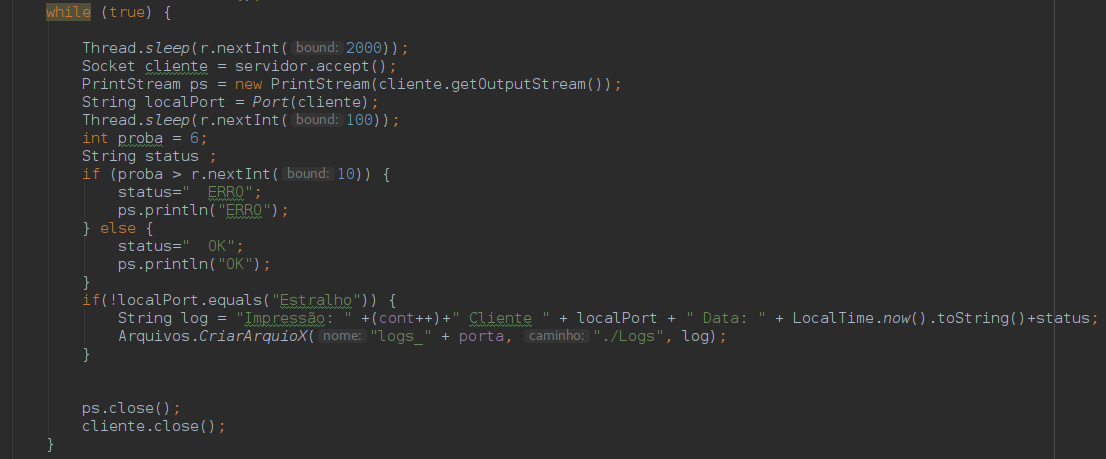 while (true) {
Thread.sleep(r.nextInt( bound: 2000));
Socket cliente = servidor.accept();
PrintStream ps = new PrintStream(cliente.getOutputStream());
String localPort = Port(cliente);
Thread.sleep(r.nextInt( bound: 100));
int proba = 6;
String status ;
if (proba > r.nextInt( bound: 10)) {
status="  ERRO";
ps.println("ERRO");
} else {
status="  OK";
ps.println("OK");
}
if(!localPort.equals("Estralho")) {
String log = "Impressão: " +(cont++)+" Cliente " + localPort + " Data: " + LocalTime.now().toString()+status;
Arquivos.CriarArquioX( nome: "logs_" + porta, caminho: "./Logs", log);
}
ps.close();
cliente.close();
}